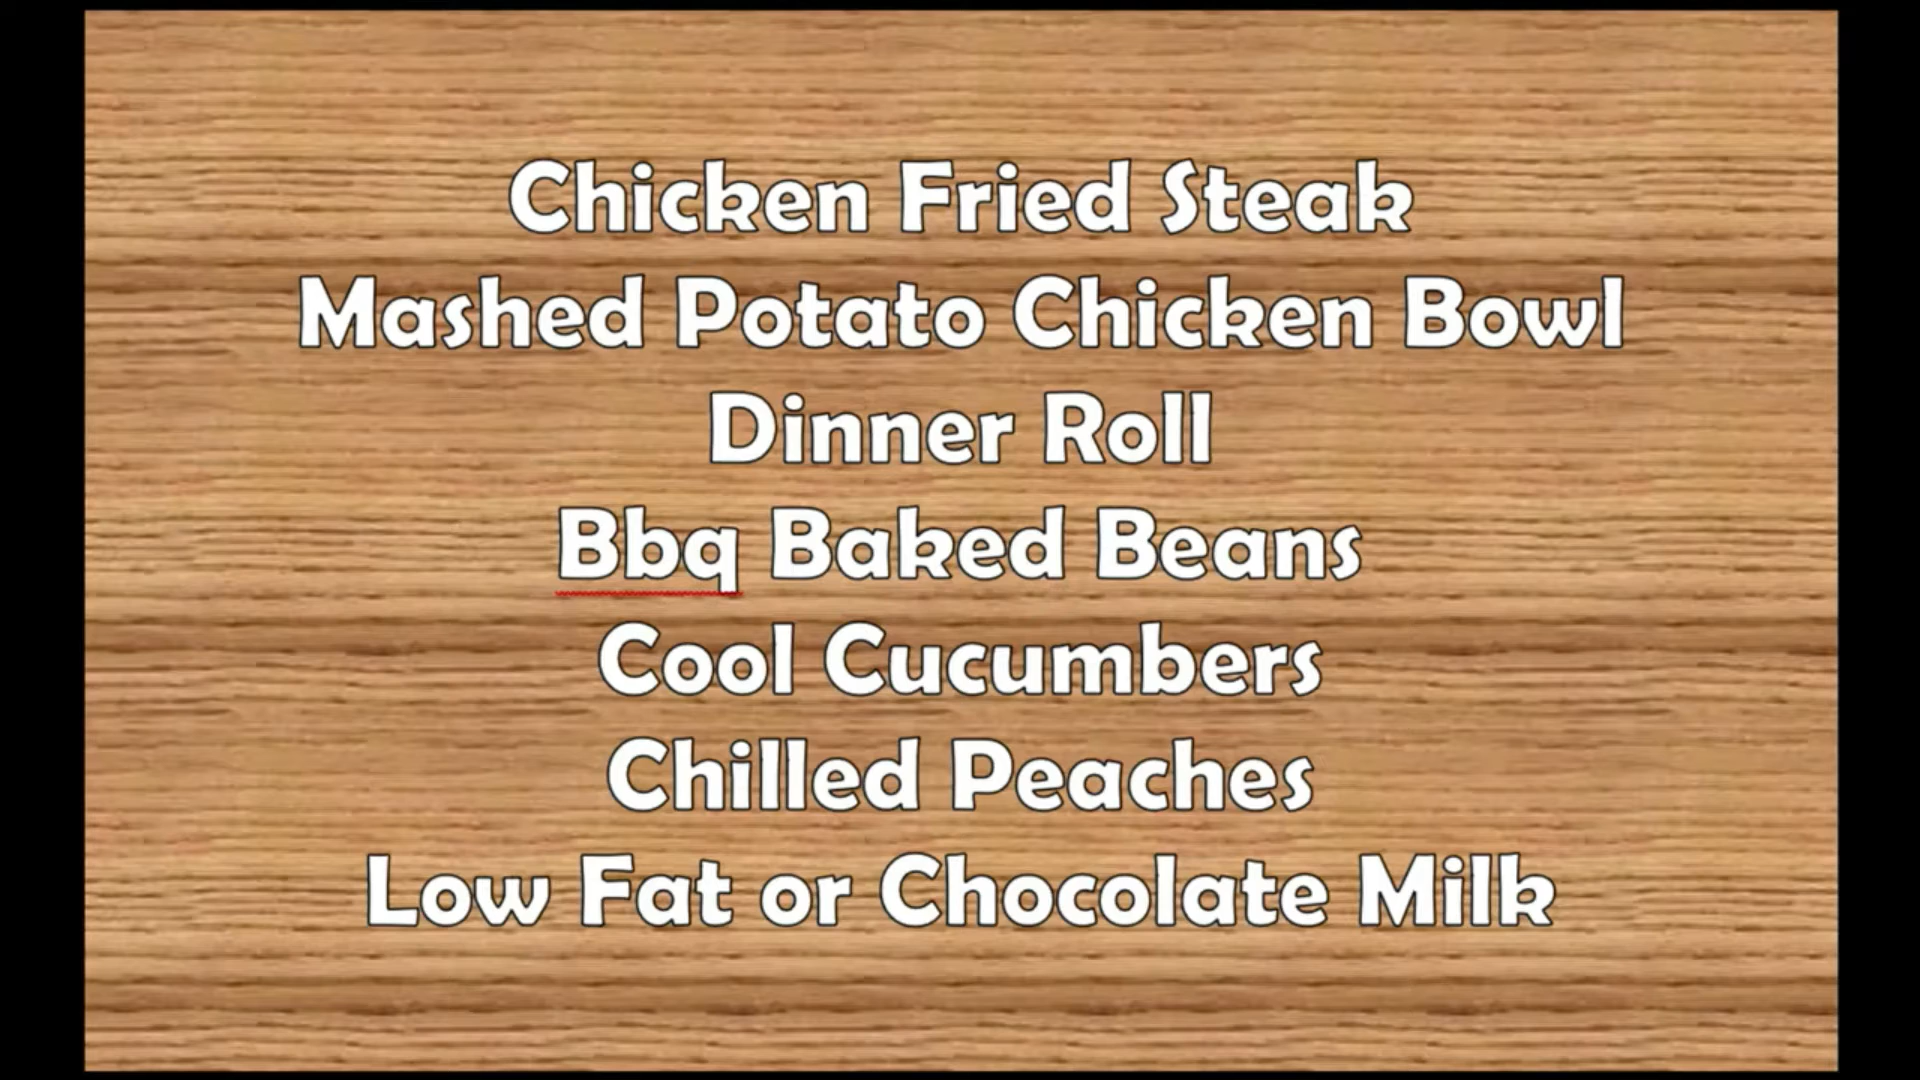 Chicken Fried Steak
Mashed Potato Chicken Bowl
Dinner Roll
Bbq Baked Beans
Cool Cucumbers
Chilled Peaches
Low Fat or Chocolate Milk